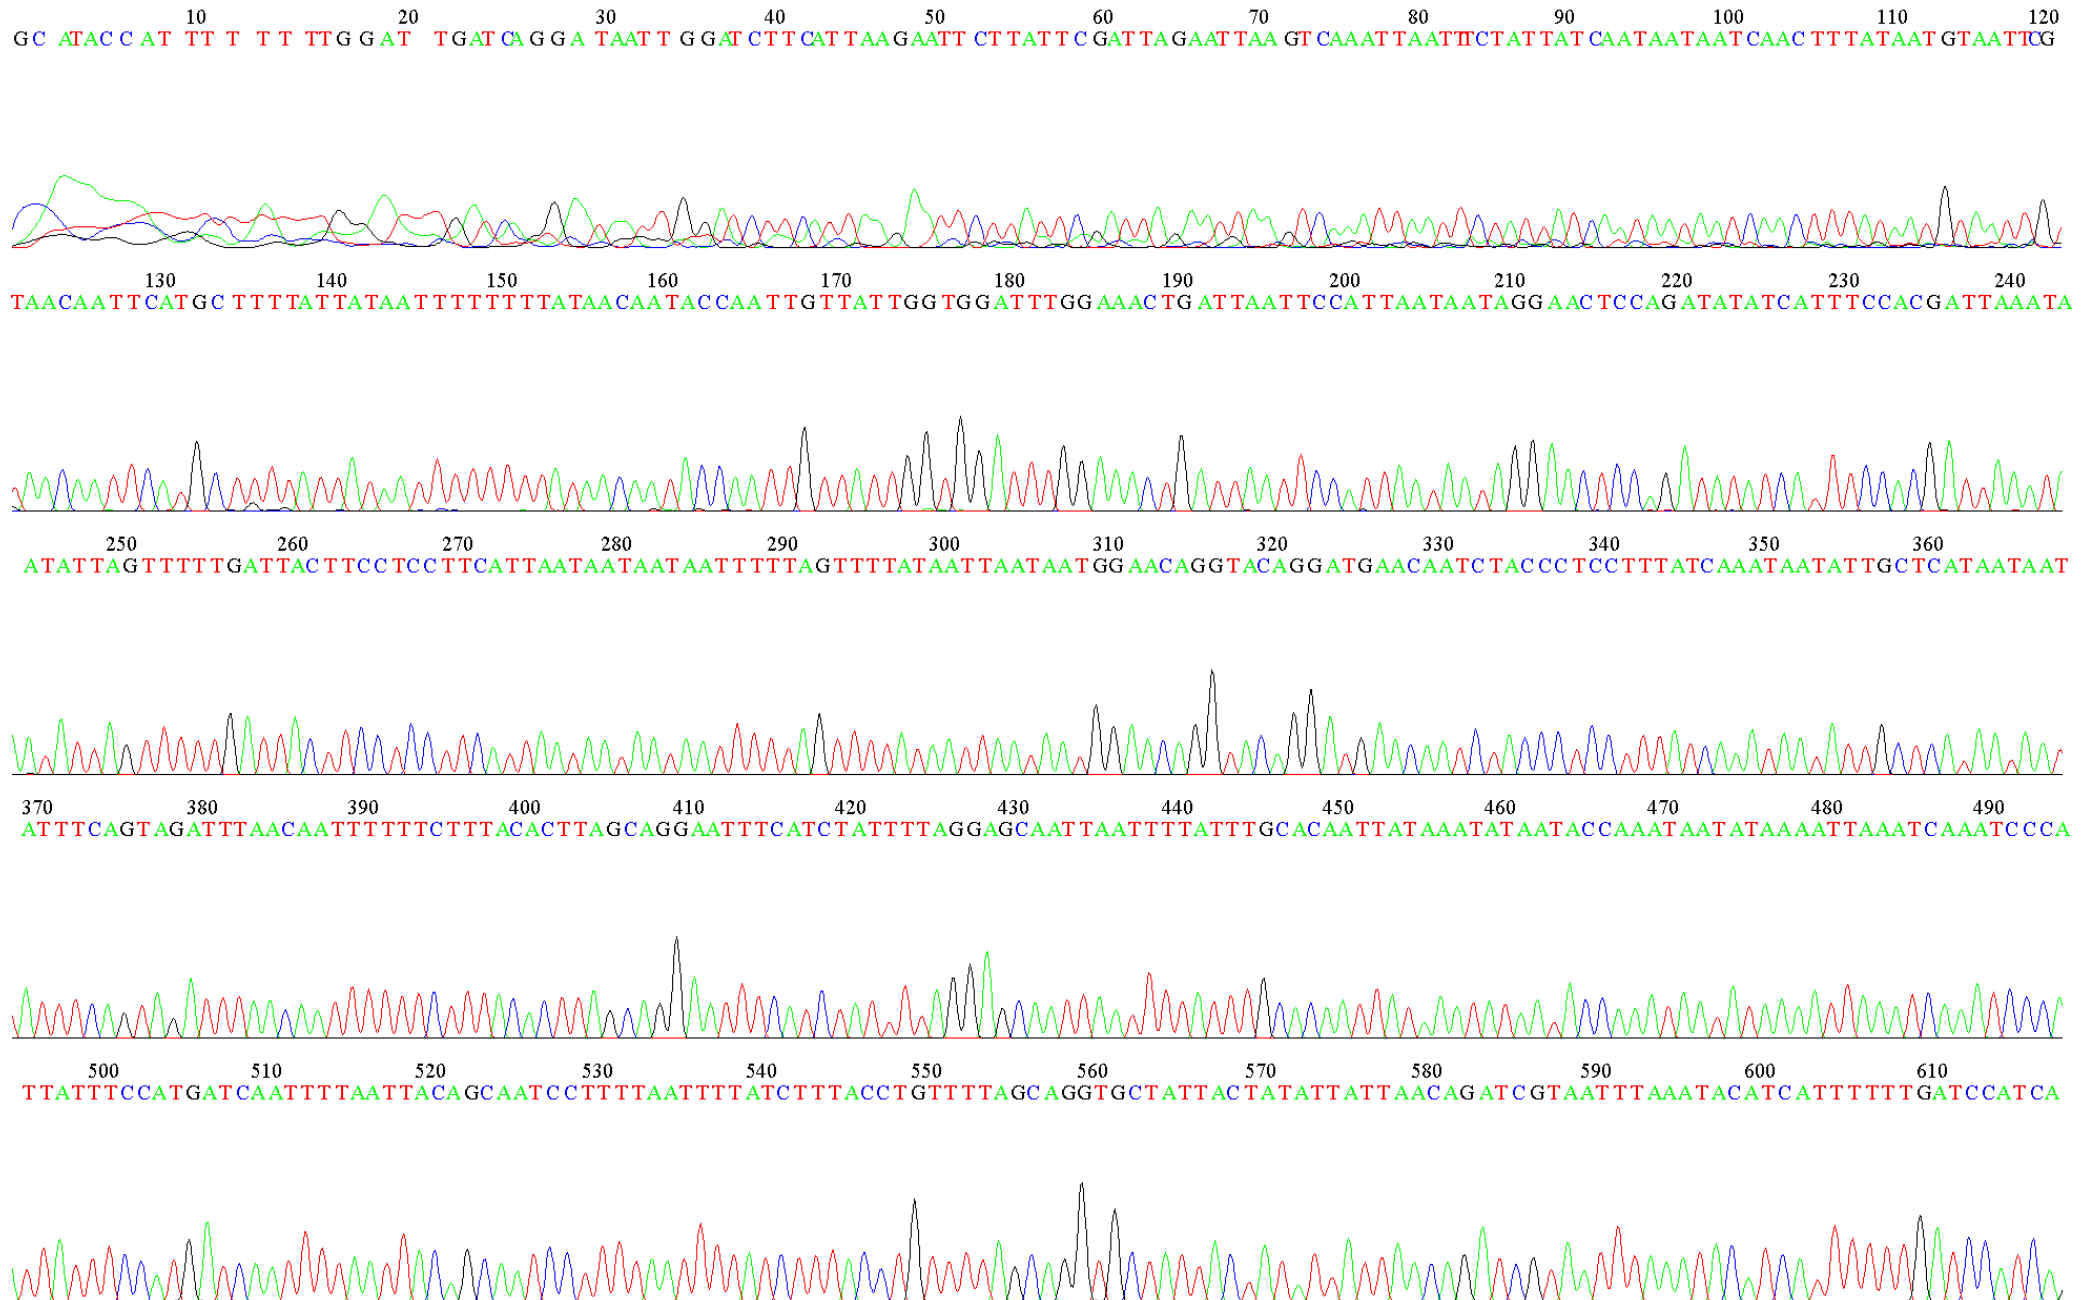 10 20 30 40 50 60 70 80 90 100 110 120
GC ATACCAT TTT T TT TTGGAT TGATCAGGA TAATT GGATCTTCATTAAGAATTCTTATTCGATTAGAATTAAGTCAAATTAATTTCTATTATCAATAATAATCAACTTTATAATGTAATTCG
130 140 150 160 170 180 190 200 210 220 230 240
TAACAATTCATGCTTTTATTATAATTTTTTTTTATAACAATACCAATTGTTATTGGTGGATTTGGAAACTGATTAATTCCATTAATAATAGGAACTCCAGATATATCATTTCCACGATTAAATA
250 260 270 280 290 300 310 320 330 340 350 360
ATATTAGTTTTTGATTACTTCCTCCTTCATTAATAATAATAATTTTTAGTTTTATAATTAATAATGGAACAGGTACAGGATGAACAATCTACCCTCCTTTATCAAATAATATTGCTCATAATAAT
370 380 390 400 410 420 430 440 450 460 470 480 490
ATTTCAGTAGATTTAACAATTTTTTCTTTACACTTAGCAGGAATTTCATCTATTTTAGGAGCAATTAATTTTATTTGCACAATTATAAATATAATACCAAATAATATAAAATTAAATCAAATCCCA
500 510 520 530 540 550 560 570 580 590 600 610
TTATTTCCATGATCAATTTTAATTACAGCAATCCTTTTAATTTTATCTTTACCTGTTTTAGCAGGTGCTATTACTATATTATTAACAGATCGTAATTTAAATACATCATTTTTTGATCCATCA